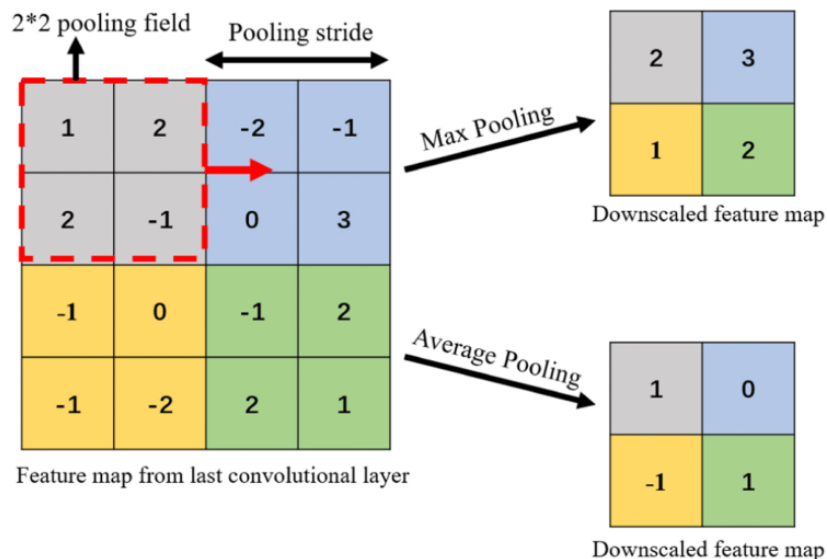 2*2 pooling field
Pooling stride
1 2 -2 -1
2 -1 0 3
-1 0 -1 2
-1 -2 2 1
Feature map from last convolutional layer
Max Pooling
2 3
1 2
Downscaled feature map
Average Pooling
1 0
-1 1
Downscaled feature map